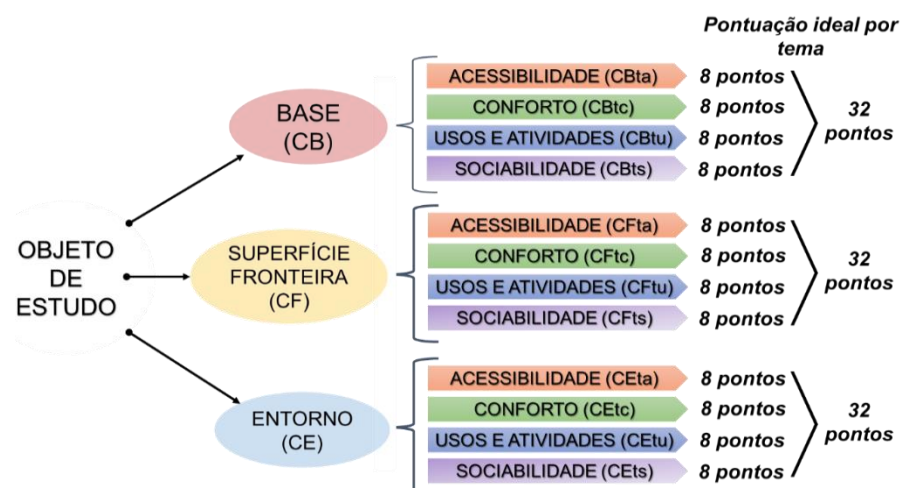 Pontuação ideal por
tema
OBJETO
DE
ESTUDO
BASE
(CB)
ACESSIBILIDADE (CBta) 8 pontos
CONFORTO (CBtc) 8 pontos
USOS E ATIVIDADES (CBtu) 8 pontos
SOCIABILIDADE (CBts) 8 pontos
32
pontos
SUPERFÍCIE
FRONTEIRA
(CF)
ACESSIBILIDADE (CFta) 8 pontos
CONFORTO (CFtc) 8 pontos
USOS E ATIVIDADES (CFtu) 8 pontos
SOCIABILIDADE (CFts) 8 pontos
32
pontos
ENTORNO
(CE)
ACESSIBILIDADE (CEta) 8 pontos
CONFORTO (CEtc) 8 pontos
USOS E ATIVIDADES (CEtu) 8 pontos
SOCIABILIDADE (CEts) 8 pontos
32
pontos